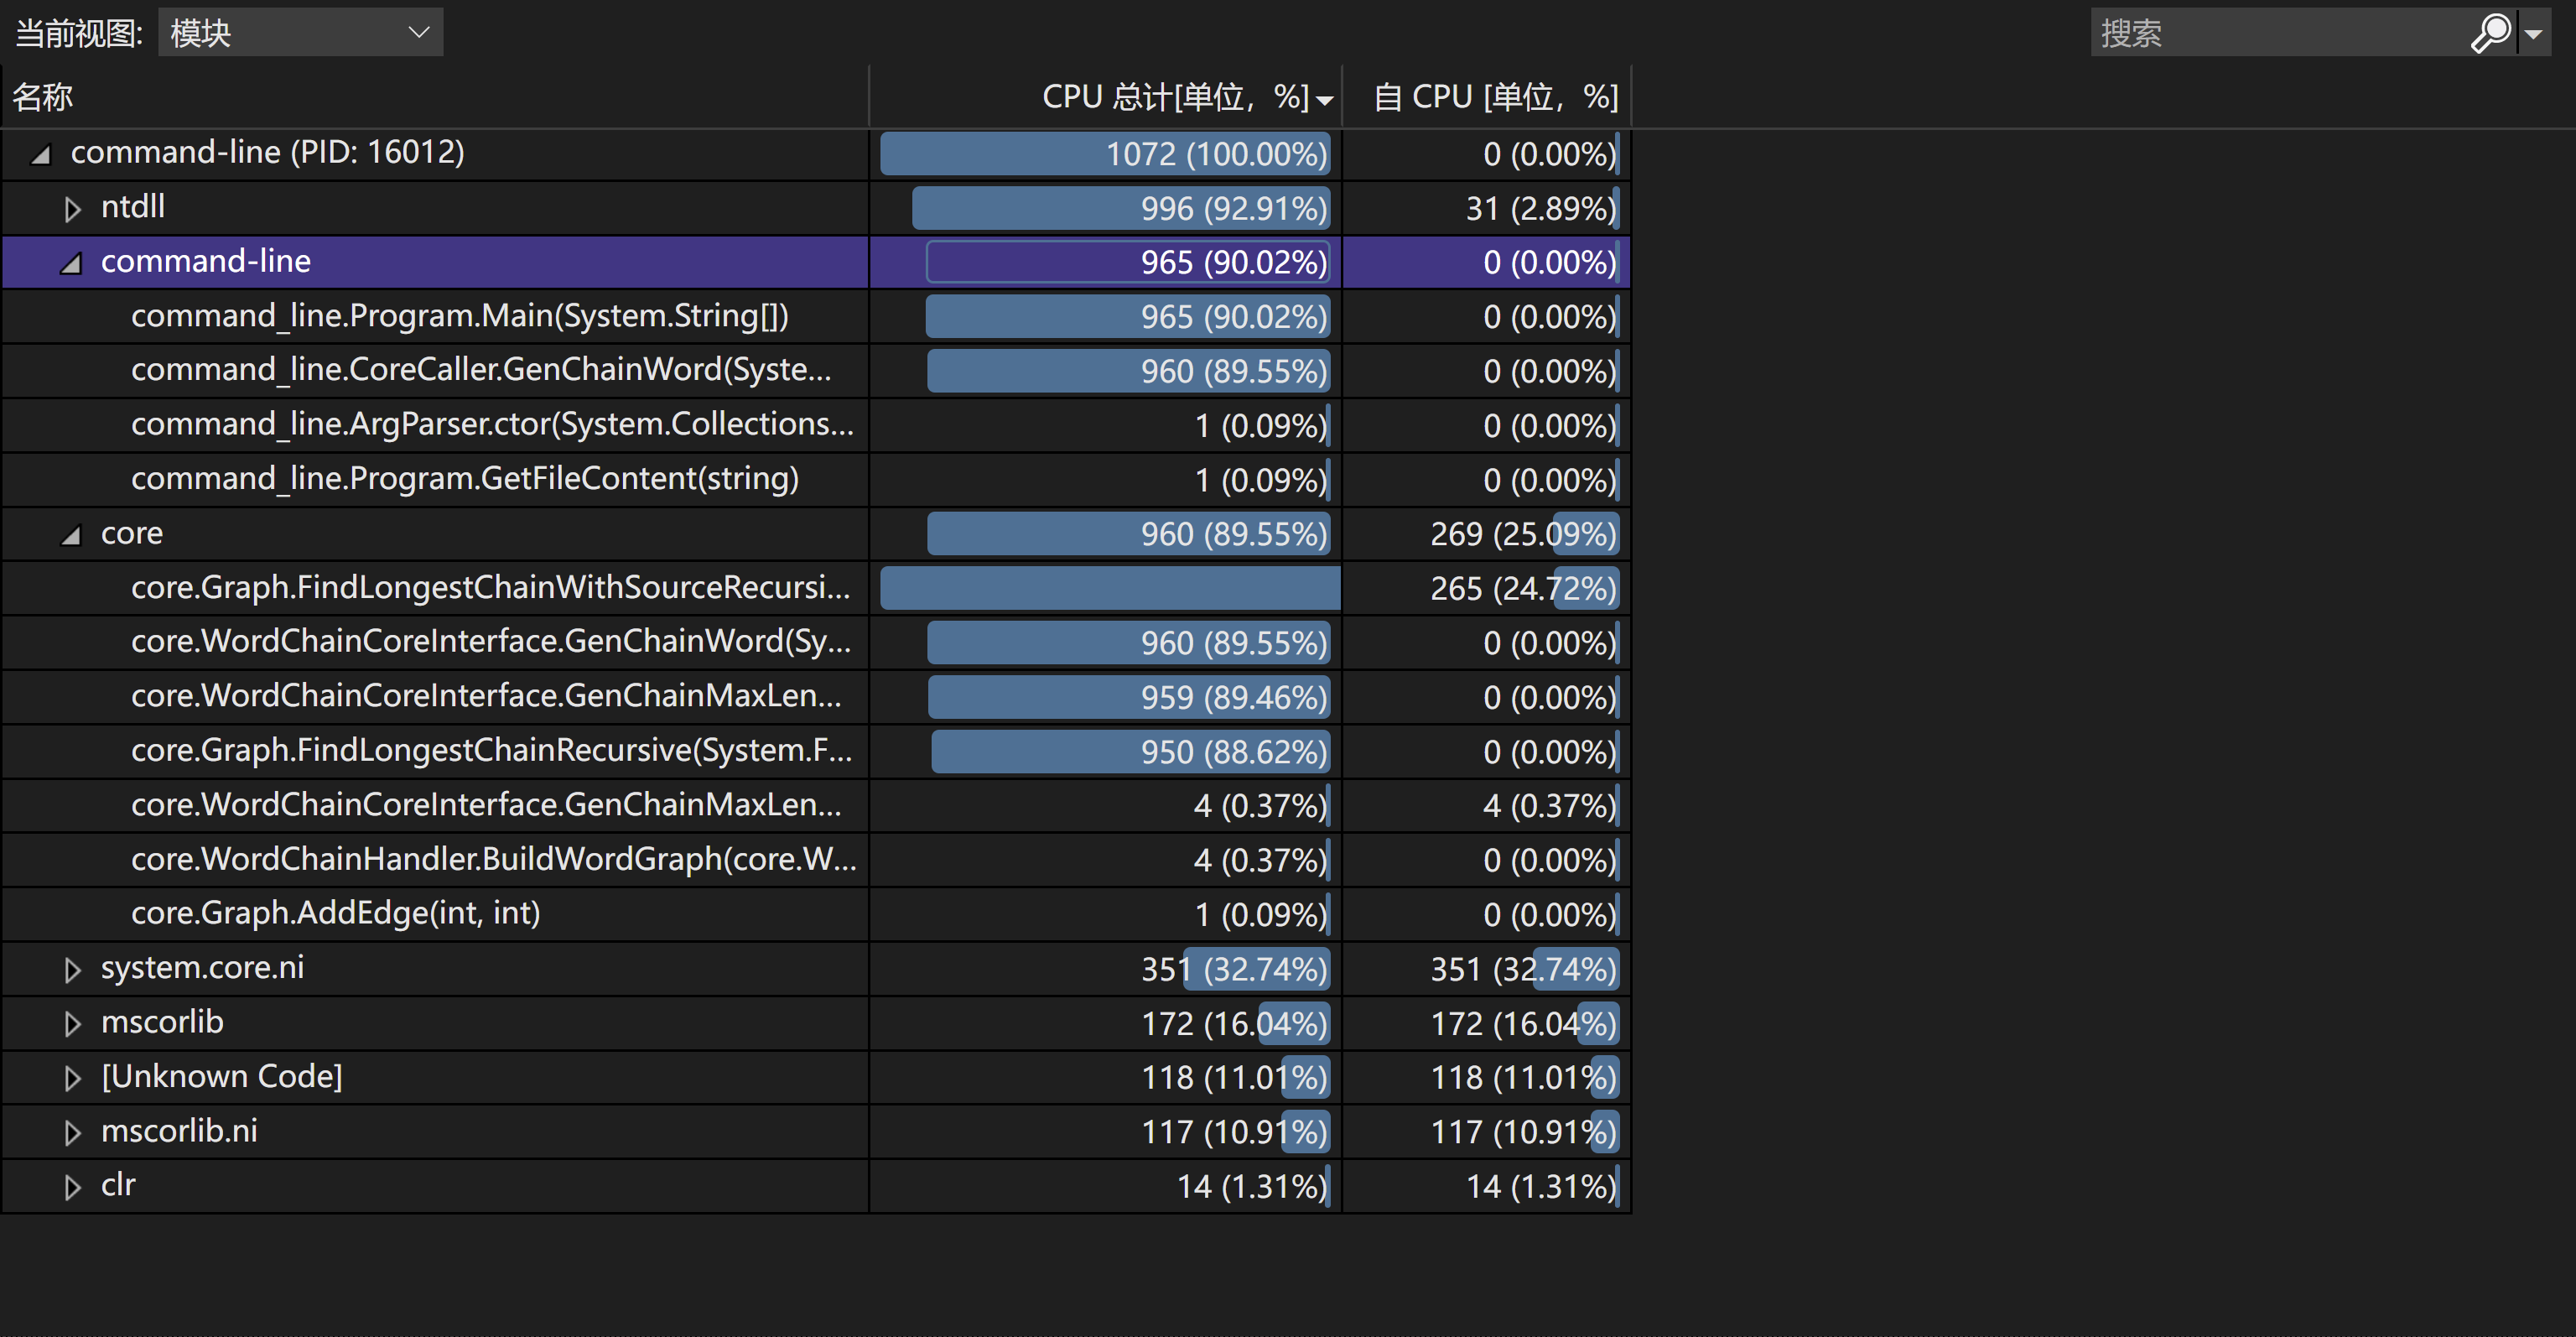 当前视图: 模块 搜索
名称 CPU 总计[单位，%] 自 CPU [单位，%]
command-line (PID: 16012) 1072 (100.00%) 0 (0.00%)
ntdll 996 (92.91%) 31 (2.89%)
command-line 965 (90.02%) 0 (0.00%)
command_line.Program.Main(System.String[]) 965 (90.02%) 0 (0.00%)
command_line.CoreCaller.GenChainWord(Syste... 960 (89.55%) 0 (0.00%)
command_line.ArgParser.ctor(System.Collections... 1 (0.09%) 0 (0.00%)
command_line.Program.GetFileContent(string) 1 (0.09%) 0 (0.00%)
core 960 (89.55%) 269 (25.09%)
core.Graph.FindLongestChainWithSourceRecursi... 265 (24.72%)
core.WordChainCoreInterface.GenChainWord(Sy... 960 (89.55%) 0 (0.00%)
core.WordChainCoreInterface.GenChainMaxLen... 959 (89.46%) 0 (0.00%)
core.Graph.FindLongestChainRecursive(System.F... 950 (88.62%) 0 (0.00%)
core.WordChainCoreInterface.GenChainMaxLen... 4 (0.37%) 4 (0.37%)
core.WordChainHandler.BuildWordGraph(core.W... 4 (0.37%) 0 (0.00%)
core.Graph.AddEdge(int, int) 1 (0.09%) 0 (0.00%)
system.core.ni 351 (32.74%) 351 (32.74%)
mscorlib 172 (16.04%) 172 (16.04%)
[Unknown Code] 118 (11.01%) 118 (11.01%)
mscorlib.ni 117 (10.91%) 117 (10.91%)
clr 14 (1.31%) 14 (1.31%)